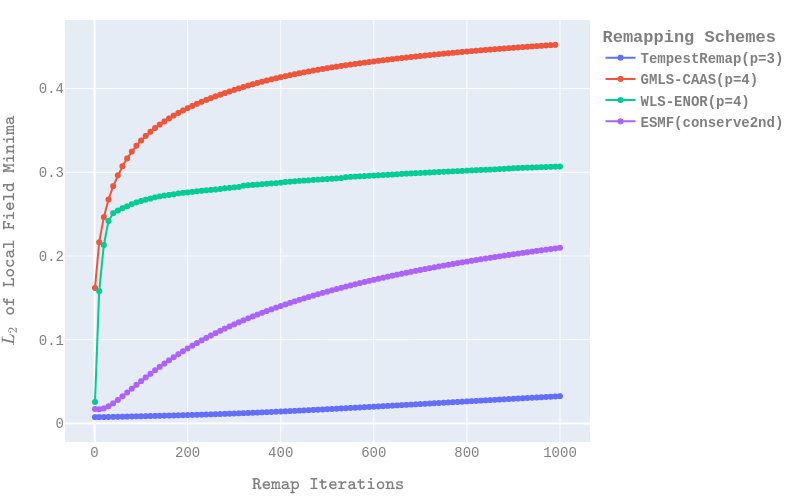 Remapping Schemes
TempestRemap(p=3)
GMLS-CAAS(p=4)
WLS-ENOR(p=4)
ESMF(conserve2nd)
L2 of Local Field Minima
0.4
0.3
0.2
0.1
0
0 200 400 600 800 1000
Remap Iterations